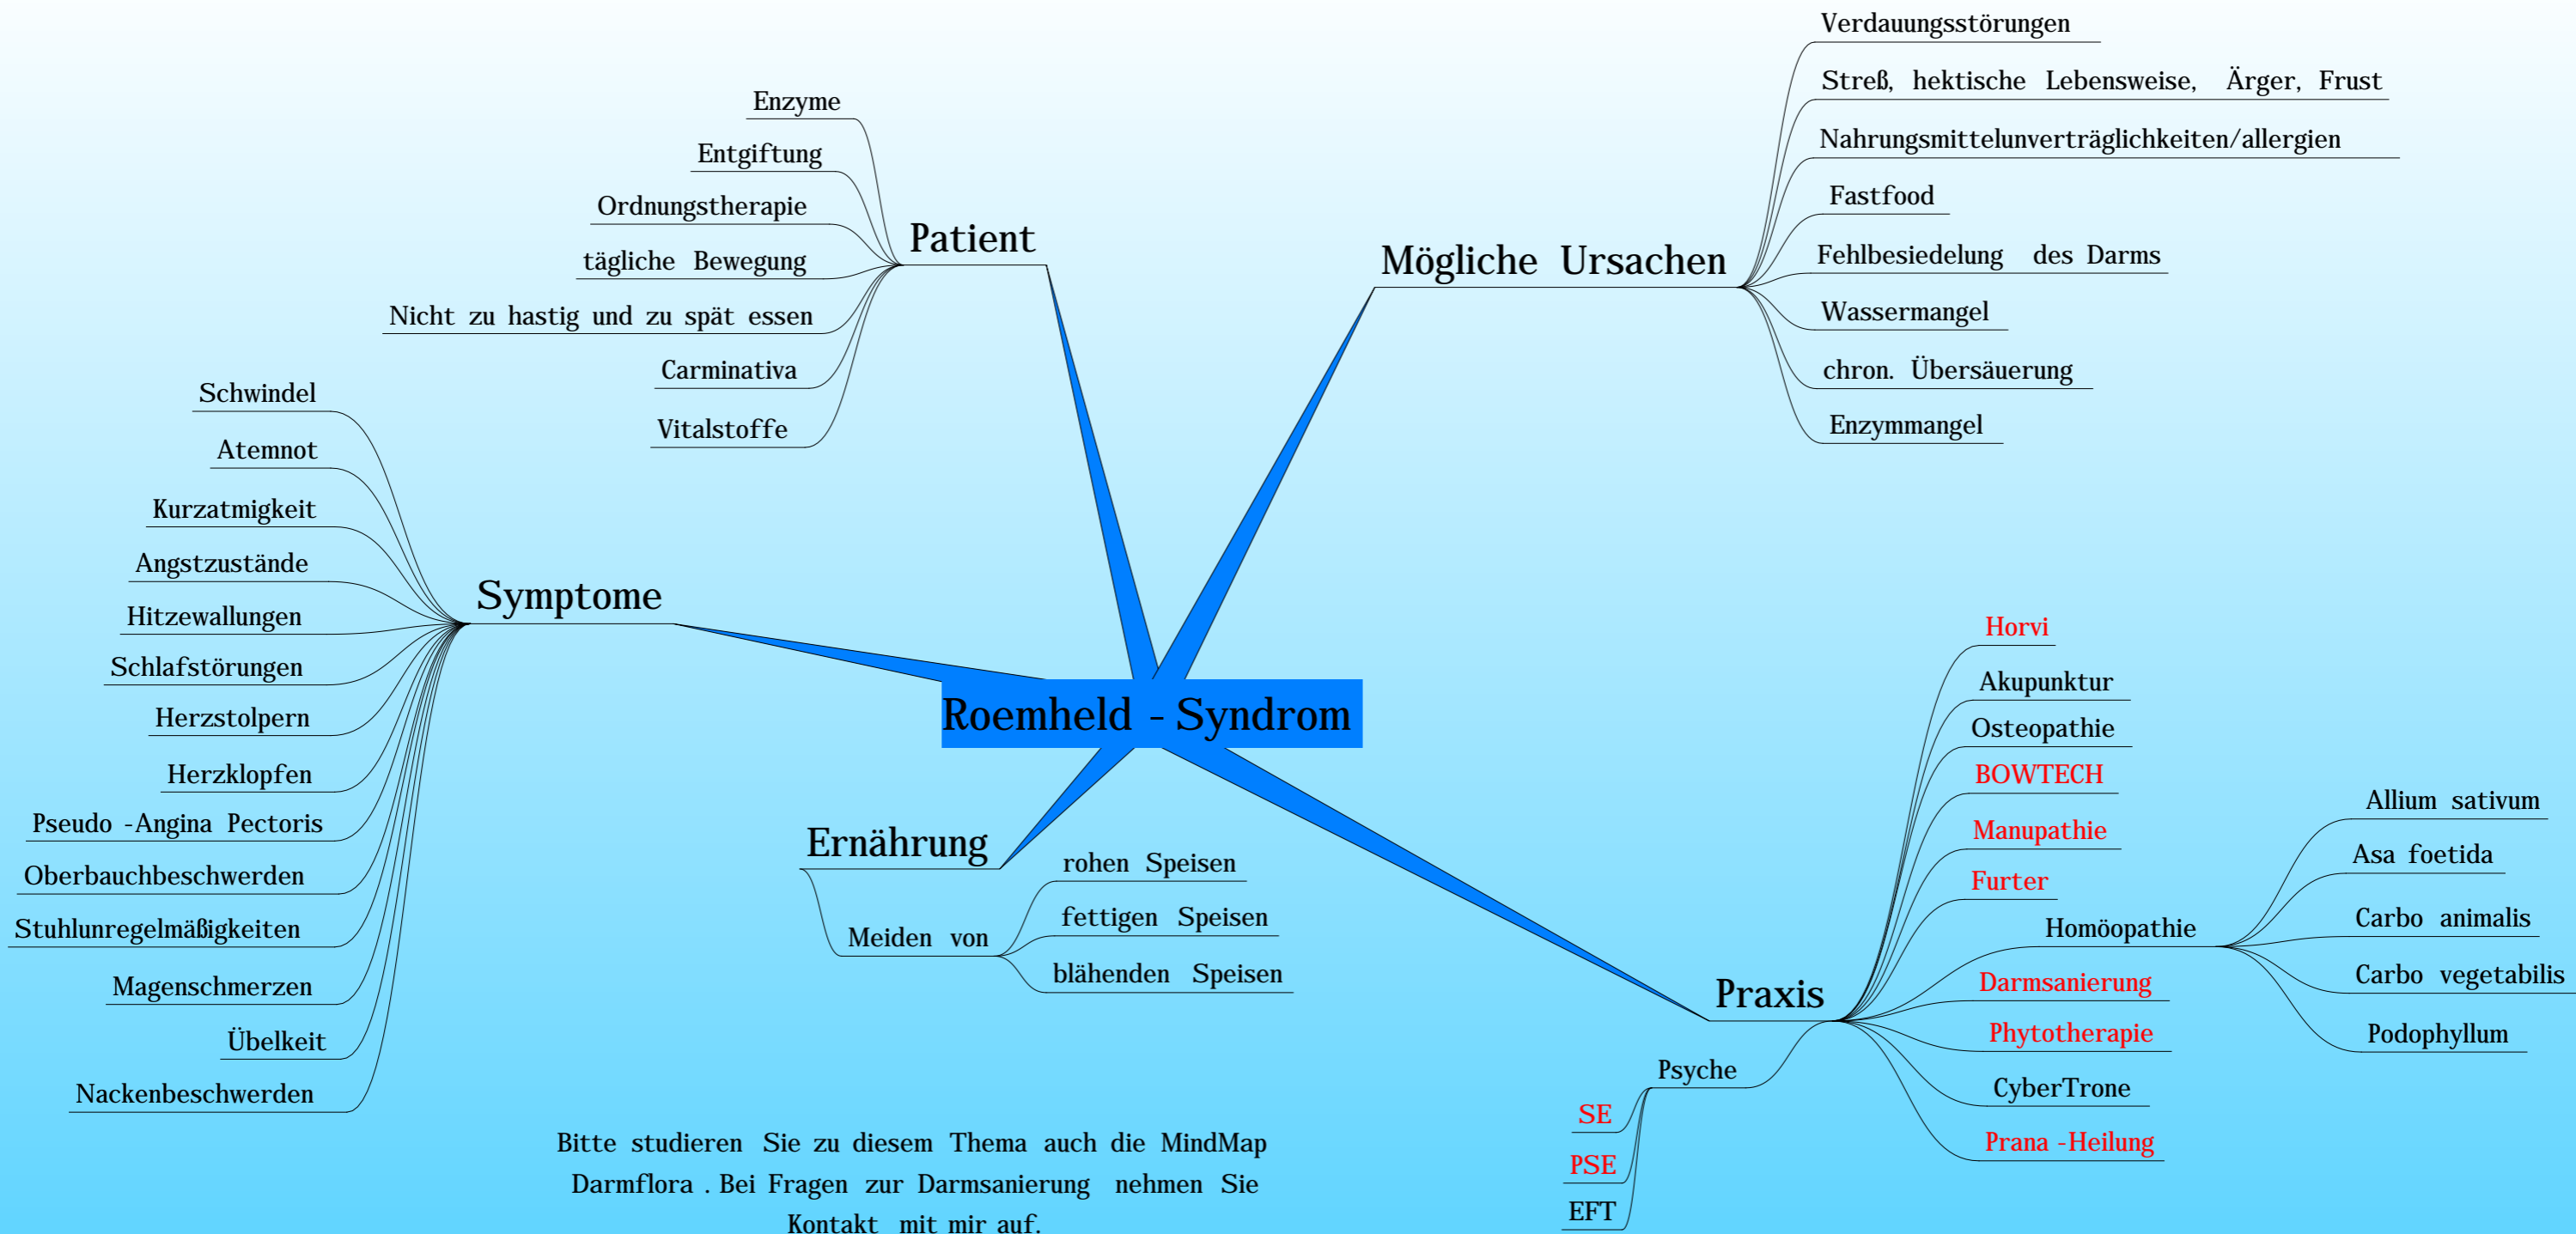 Roemheld - Syndrom
Mögliche Ursachen
Verdauungsstörungen
Streß, hektische Lebensweise, Ärger, Frust
Nahrungsmittelunverträglichkeiten/allergien
Fastfood
Fehlbesiedelung des Darms
Wassermangel
chron. Übersäuerung
Enzymmangel
Patient
Enzyme
Entgiftung
Ordnungstherapie
tägliche Bewegung
Nicht zu hastig und zu spät essen
Carminativa
Vitalstoffe
Symptome
Schwindel
Atemnot
Kurzatmigkeit
Angstzustände
Hitzewallungen
Schlafstörungen
Herzstolpern
Herzklopfen
Pseudo - Angina Pectoris
Oberbauchbeschwerden
Stuhlunregelmäßigkeiten
Magenschmerzen
Übelkeit
Nackenbeschwerden
Ernährung
Meiden von
rohen Speisen
fettigen Speisen
blähenden Speisen
Praxis
Horvi
Akupunktur
Osteopathie
BOWTECH
Manupathie
Furter
Homöopathie
Allium sativum
Asa foetida
Carbo animalis
Carbo vegetabilis
Podophyllum
Darmsanierung
Phytotherapie
CyberTrone
Prana - Heilung
Psyche
SE
PSE
EFT
Bitte studieren Sie zu diesem Thema auch die MindMap
Darmflora . Bei Fragen zur Darmsanierung nehmen Sie
Kontakt mit mir auf.